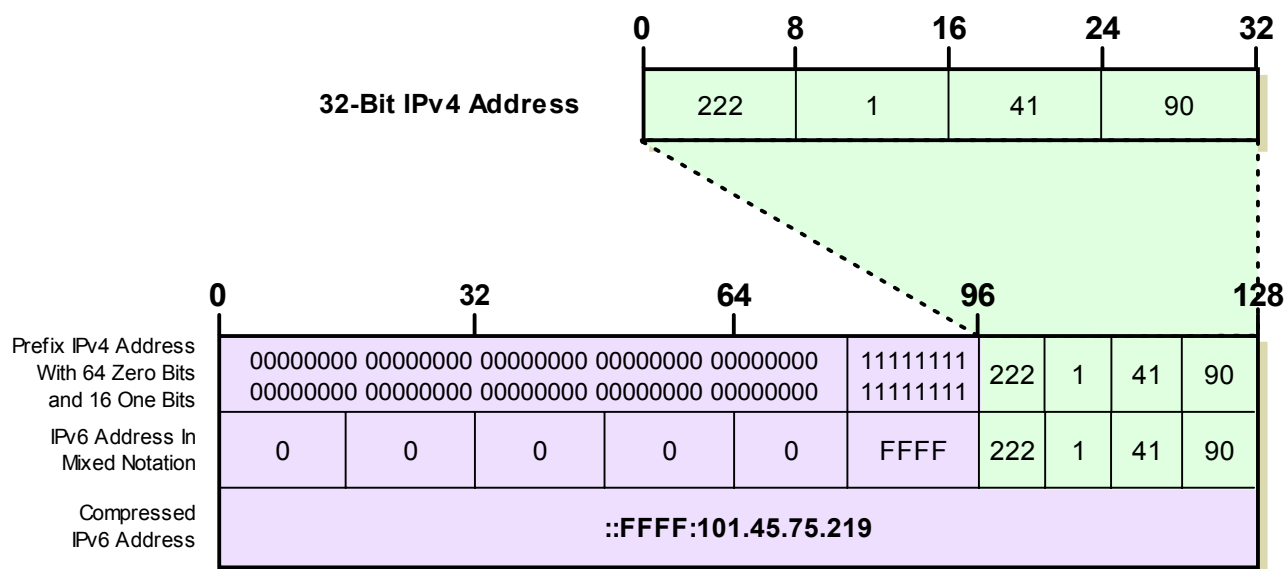 0 8 16 24 32
32-Bit IPv4 Address
222 1 41 90
0 32 64 96 128
Prefix IPv4 Address
With 64 Zero Bits
and 16 One Bits
00000000 00000000 00000000 00000000 00000000 11111111
00000000 00000000 00000000 00000000 00000000 11111111
222 1 41 90
IPv6 Address In
Mixed Notation
0 0 0 0 0 FFFF 222 1 41 90
Compressed
IPv6 Address
::FFFF:101.45.75.219